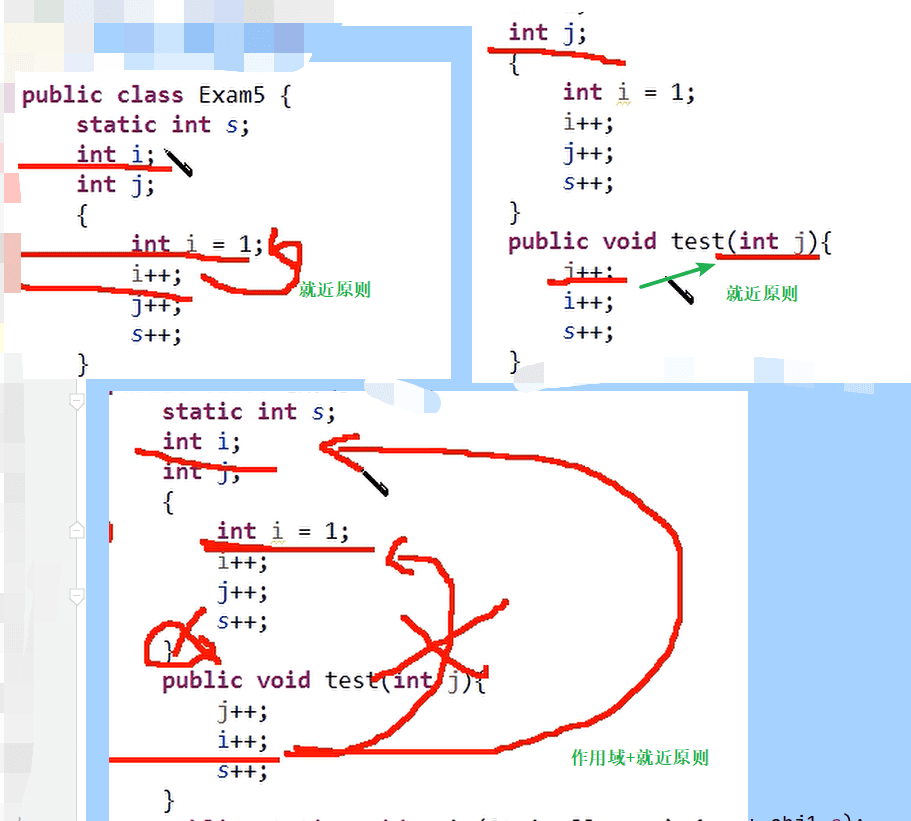 public class Exam5 {
static int s;
int i;
int j;
{
int i = 1;
i++;
就近原则
j++;
s++;
}
int j;
{
int i = 1;
i++;
j++;
s++;
}
public void test(int j){
j++;
i++;
就近原则
s++;
}
static int s;
int i;
int j;
{
int i = 1;
i++;
j++;
s++;
}
public void test(int j){
j++;
i++;
作用域+就近原则
s++;
}